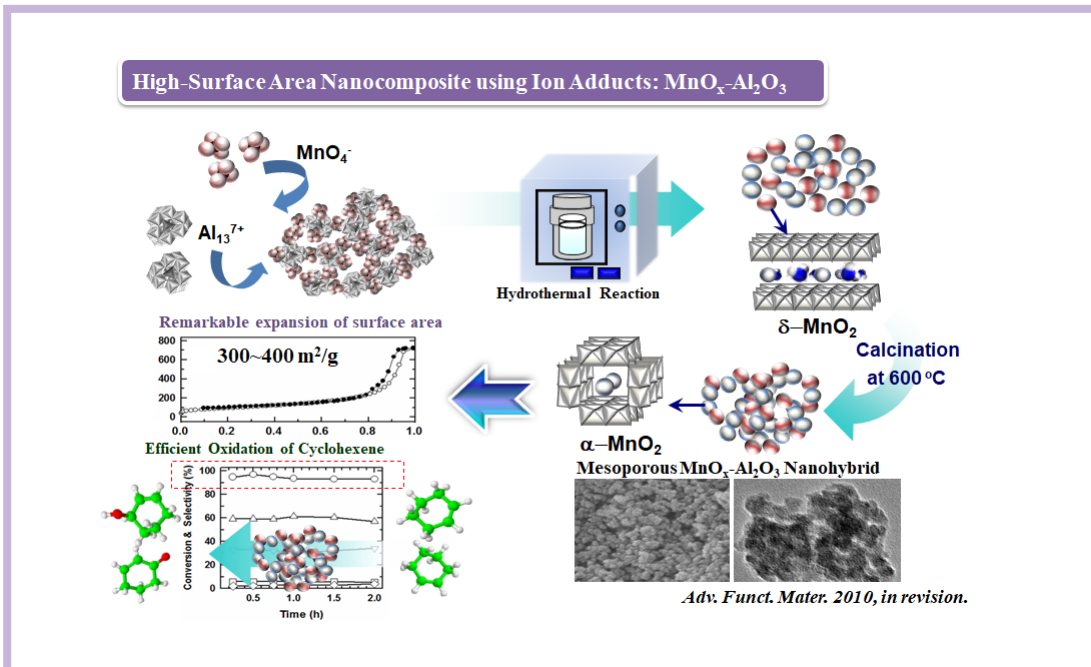 High-Surface Area Nanocomposite using Ion Adducts: MnOₓ-Al₂O₃
MnO₄⁻
Al₁₃⁷⁺
Hydrothermal Reaction
δ–MnO₂
Calcination
at 600 ºC
Remarkable expansion of surface area
800
600
400
200
0
300~400 m²/g
0.0 0.2 0.4 0.6 0.8 1.0
α–MnO₂
Mesoporous MnOₓ-Al₂O₃ Nanohybrid
Efficient Oxidation of Cyclohexene
Conversion & Selectivity (%)
100
80
60
40
20
0
0.5 1.0 1.5 2.0
Time (h)
Adv. Funct. Mater. 2010, in revision.